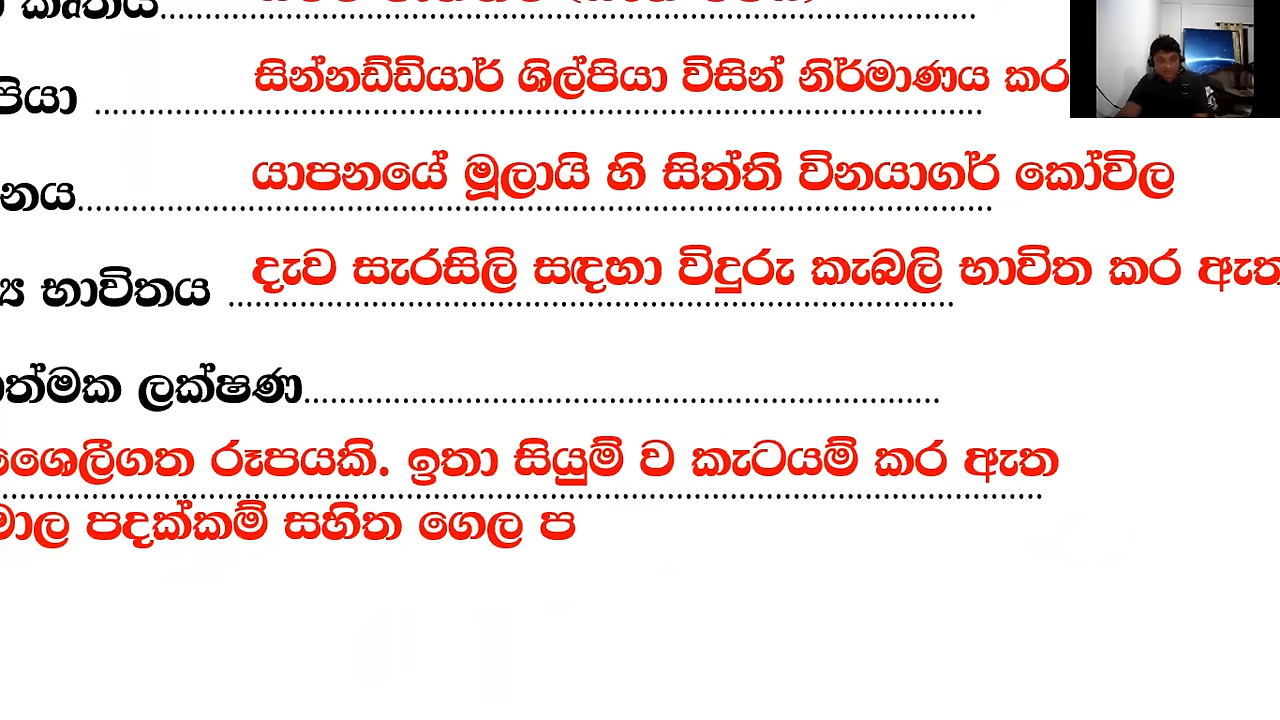 කෘතිය
සින්නඩ්ඩියාර් ශිල්පියා විසින් නිර්මාණය කර
පියා ........................................................................................................
යාපනයේ මූලායි හි සිත්ති විනයාගර් කෝවිල
නය........................................................................................................
දැව සැරසිලි සඳහා විදුරු කැබලි භාවිත කර ඇත
භාවිතය ........................................................................................
ත්මක ලක්ෂණ................................................................................
ශෛලීගත රූපයකි. ඉතා සියුම් ව කැටයම් කර ඇත
මාල පදක්කම් සහිත ගෙල ප